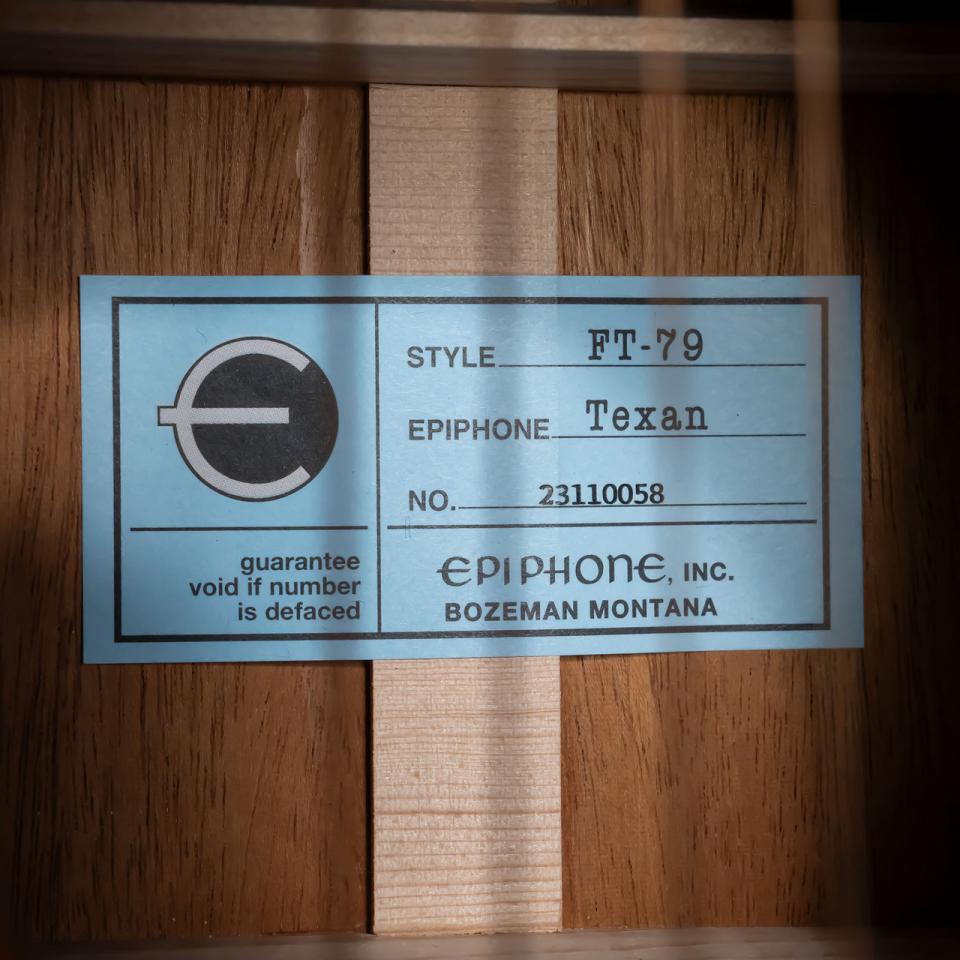 STYLE FT-79
EPIPHONE Texan
NO. 23110058
guarantee
void if number
is defaced
EPIPHONE, INC.
BOZEMAN MONTANA